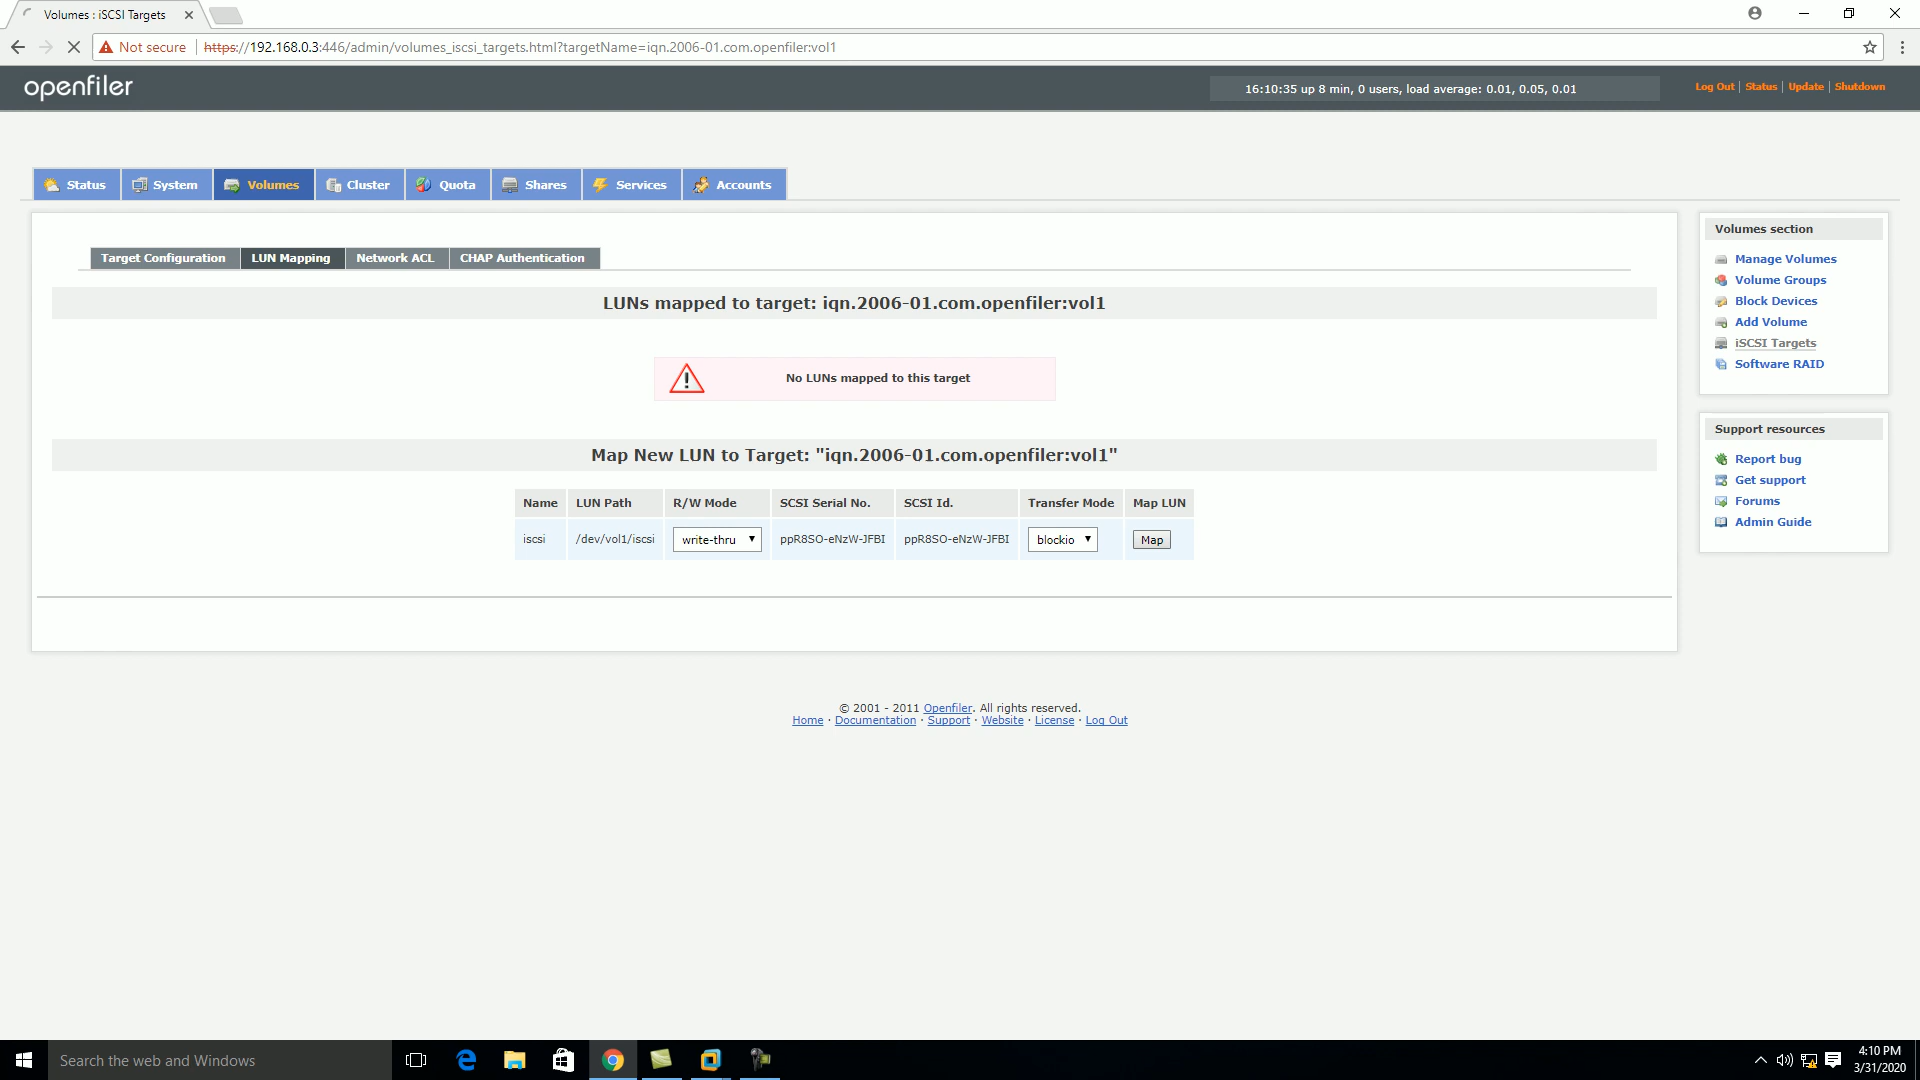 Volumes : iSCSI Targets
Not secure https://192.168.0.3:446/admin/volumes_iscsi_targets.html?targetName=iqn.2006-01.com.openfiler:vol1
openfiler
16:10:35 up 8 min, 0 users, load average: 0.01, 0.05, 0.01
Log Out | Status | Update | Shutdown
Status System Volumes Cluster Quota Shares Services Accounts
Target Configuration LUN Mapping Network ACL CHAP Authentication
LUNs mapped to target: iqn.2006-01.com.openfiler:vol1
No LUNs mapped to this target
Map New LUN to Target: "iqn.2006-01.com.openfiler:vol1"
Name LUN Path R/W Mode SCSI Serial No. SCSI Id. Transfer Mode Map LUN
iscsi /dev/vol1/iscsi write-thru ppR8SO-eNzW-JFBI ppR8SO-eNzW-JFBI blockio Map
Volumes section
Manage Volumes
Volume Groups
Block Devices
Add Volume
iSCSI Targets
Software RAID
Support resources
Report bug
Get support
Forums
Admin Guide
© 2001 - 2011 Openfiler. All rights reserved.
Home · Documentation · Support · Website · License · Log Out
Search the web and Windows
4:10 PM
3/31/2020